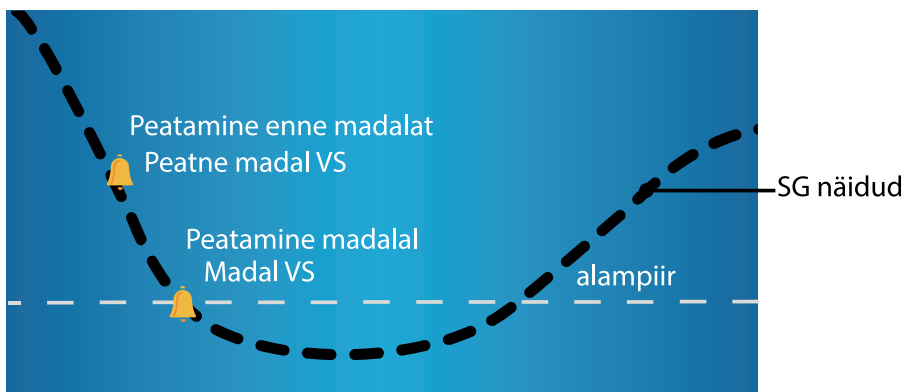 Peatamine enne madalat
Peatne madal VS
SG näidud
Peatamine madalal
Madal VS
alampiir